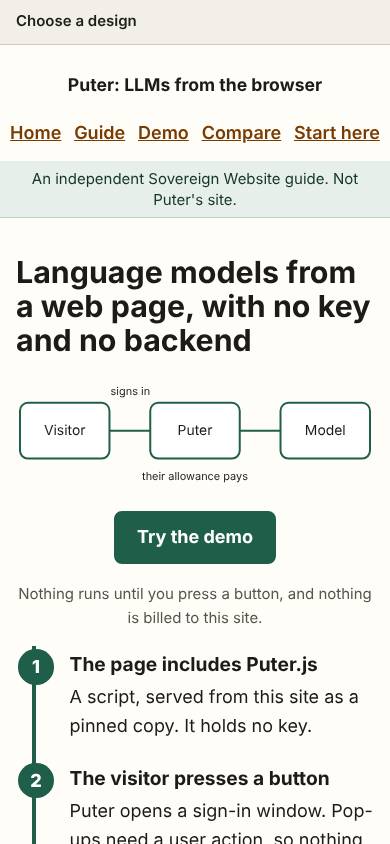 Choose a design
Puter: LLMs from the browser
Home Guide Demo Compare Start here
An independent Sovereign Website guide. Not
Puter's site.
Language models from
a web page, with no key
and no backend
signs in
Visitor Puter Model
their allowance pays
Try the demo
Nothing runs until you press a button, and nothing
is billed to this site.
1 The page includes Puter.js
A script, served from this site as a
pinned copy. It holds no key.
2 The visitor presses a button
Puter opens a sign-in window. Pop-
ups need a user action, so nothing